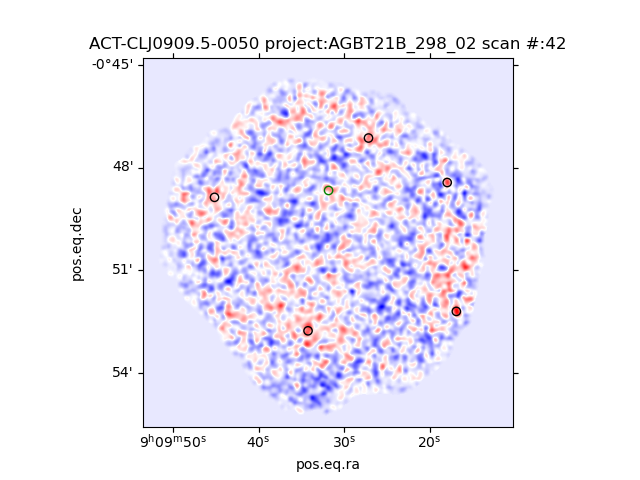 ACT-CLJ0909.5-0050 project:AGBT21B_298_02 scan #:42
-0°45'
48'
51'
54'
pos.eq.dec
9ʰ09ᵐ50ˢ 40ˢ 30ˢ 20ˢ
pos.eq.ra